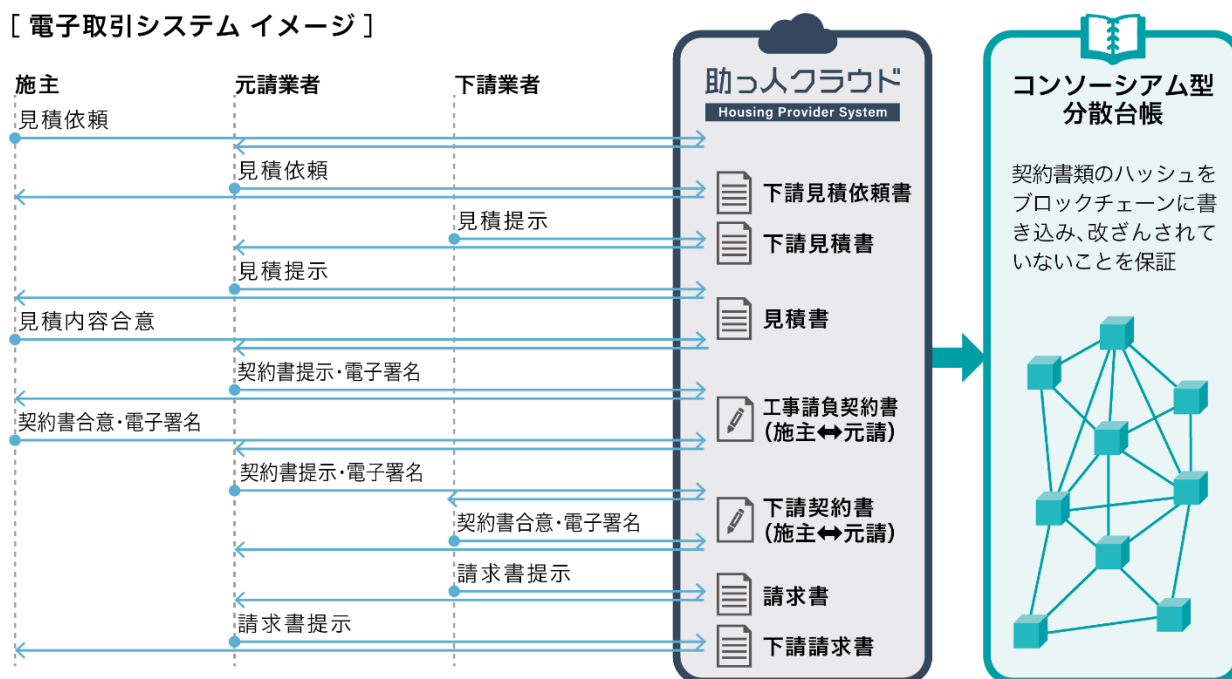 [ 電子取引システム イメージ ]
施主
元請業者
下請業者
見積依頼
見積依頼
見積提示
見積提示
見積内容合意
契約書提示・電子署名
契約書合意・電子署名
契約書提示・電子署名
契約書合意・電子署名
請求書提示
請求書提示
助っ人クラウド
Housing Provider System
下請見積依頼書
下請見積書
見積書
工事請負契約書
(施主⬌元請)
下請契約書
(施主⬌元請)
請求書
下請請求書
コンソーシアム型
分散台帳
契約書類のハッシュを
ブロックチェーンに書
き込み、改ざんされて
いないことを保証